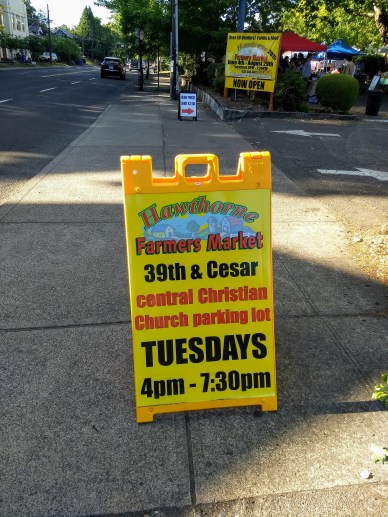 NOW OPEN
Hawthorne
Farmers Market
39th & Cesar
central Christian
Church parking lot
TUESDAYS
4pm - 7:30pm